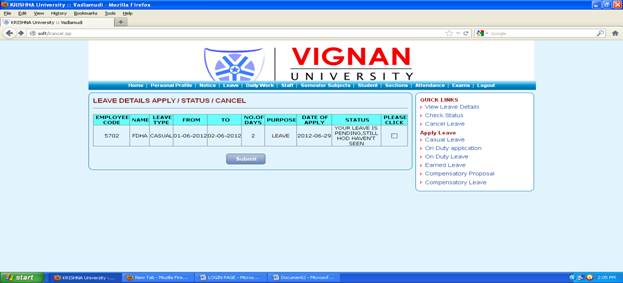 KRISHNA University :: Vadlamudi - Mozilla Firefox
File Edit View History Bookmarks Tools Help
KRISHNA University :: Vadlamudi
soft/lcancel.jsp
Google
VIGNAN
UNIVERSITY
Home | Personal Profile | Notice | Leave | Daily Work | Staff | Semester Subjects | Student | Sections | Attendance | Exams | Logout
LEAVE DETAILS APPLY / STATUS / CANCEL
EMPLOYEE CODE NAME LEAVE TYPE FROM TO NO.OF DAYS PURPOSE DATE OF APPLY STATUS PLEASE CLICK
5702 FDHA CASUAL 01-06-2012 02-06-2012 2 LEAVE 2012-06-29 YOUR LEAVE IS PENDING,STILL HOD HAVEN'T SEEN
Submit
QUICK LINKS
View Leave Details
Check Status
Cancel Leave
Apply Leave
Casual Leave
On Duty application
On Duty Leave
Earned Leave
Compensatory Proposal
Compensatory Leave
start
KRISHNA University -...
New Tab - Mozilla Fire...
LOGIN PAGE - Micros...
Document1 - Microsof...
2:05 PM